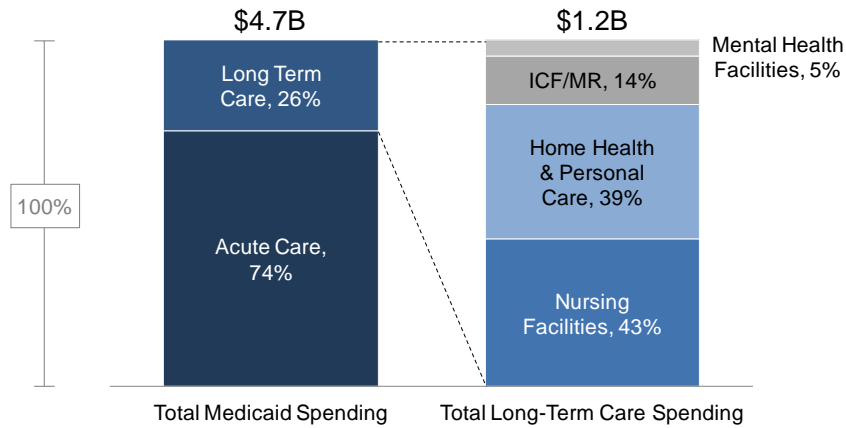 $4.7B
$1.2B
Long Term
Care, 26%
Mental Health
Facilities, 5%
ICF/MR, 14%
Home Health
& Personal
Care, 39%
100%
Acute Care,
74%
Nursing
Facilities, 43%
Total Medicaid Spending
Total Long-Term Care Spending